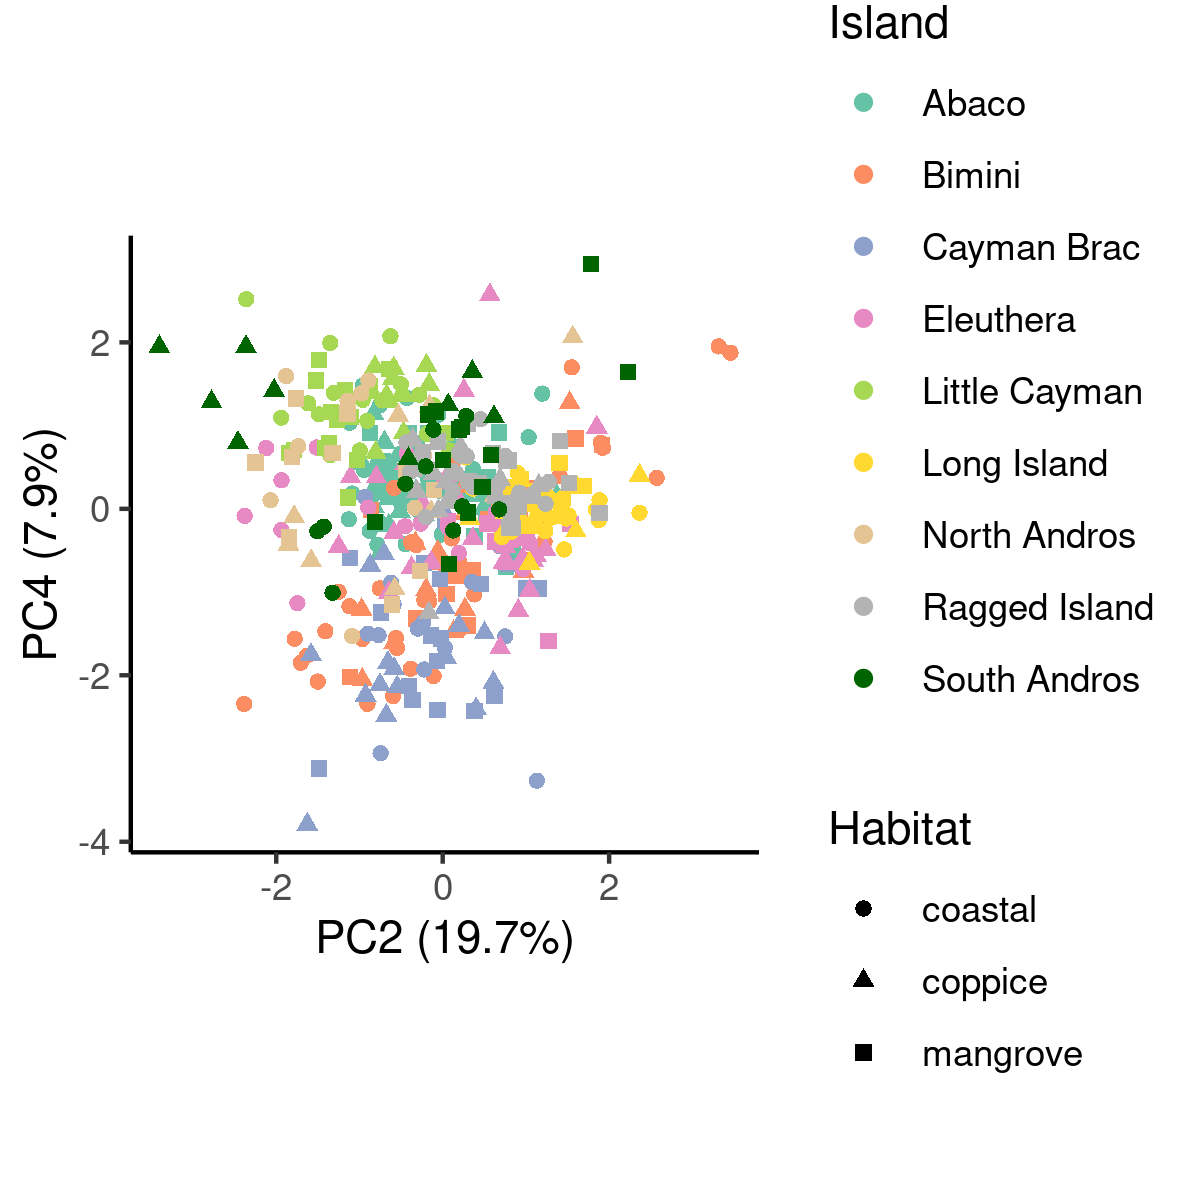 Island
Abaco
Bimini
Cayman Brac
Eleuthera
Little Cayman
Long Island
North Andros
Ragged Island
South Andros
Habitat
coastal
coppice
mangrove
PC4 (7.9%)
2
0
-2
-4
-2 0 2
PC2 (19.7%)